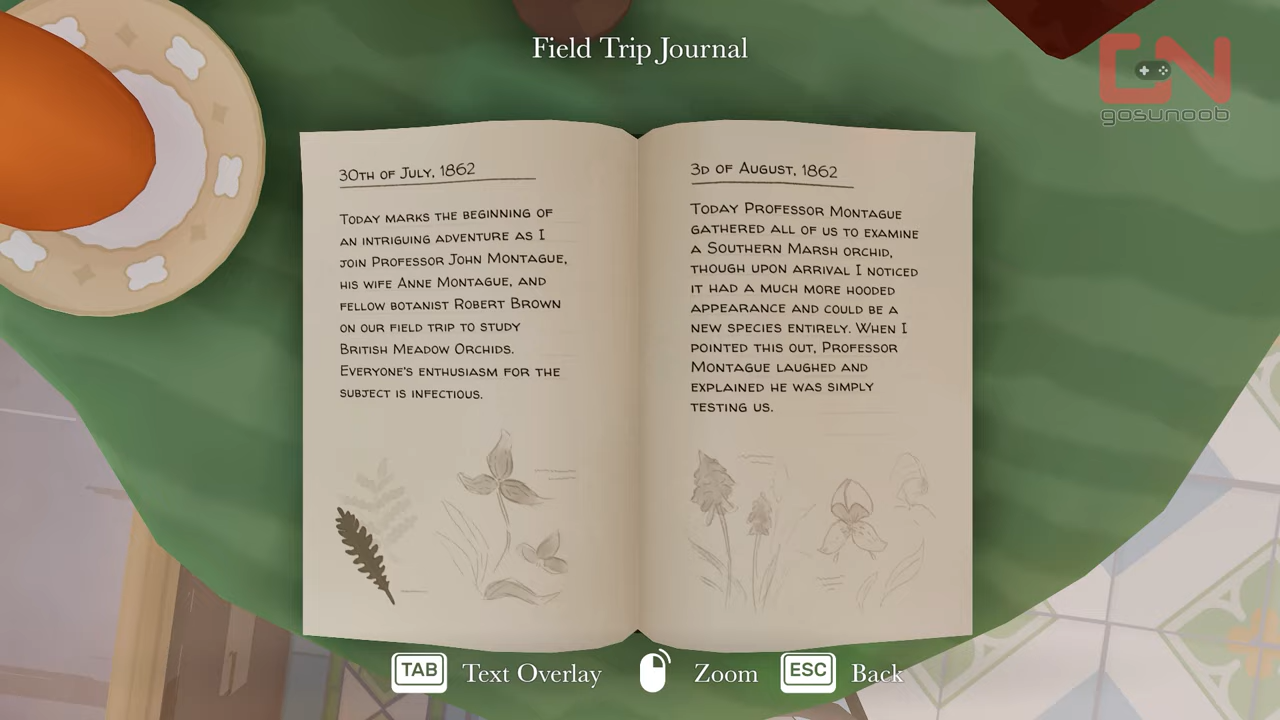 Field Trip Journal
GN
gosunoob
30TH OF JULY, 1862
TODAY MARKS THE BEGINNING OF
AN INTRIGUING ADVENTURE AS I
JOIN PROFESSOR JOHN MONTAGUE,
HIS WIFE ANNE MONTAGUE, AND
FELLOW BOTANIST ROBERT BROWN
ON OUR FIELD TRIP TO STUDY
BRITISH MEADOW ORCHIDS.
EVERYONE'S ENTHUSIASM FOR THE
SUBJECT IS INFECTIOUS.
3D OF AUGUST, 1862
TODAY PROFESSOR MONTAGUE
GATHERED ALL OF US TO EXAMINE
A SOUTHERN MARSH ORCHID,
THOUGH UPON ARRIVAL I NOTICED
IT HAD A MUCH MORE HOODED
APPEARANCE AND COULD BE A
NEW SPECIES ENTIRELY. WHEN I
POINTED THIS OUT, PROFESSOR
MONTAGUE LAUGHED AND
EXPLAINED HE WAS SIMPLY
TESTING US.
TAB Text Overlay Zoom ESC Back